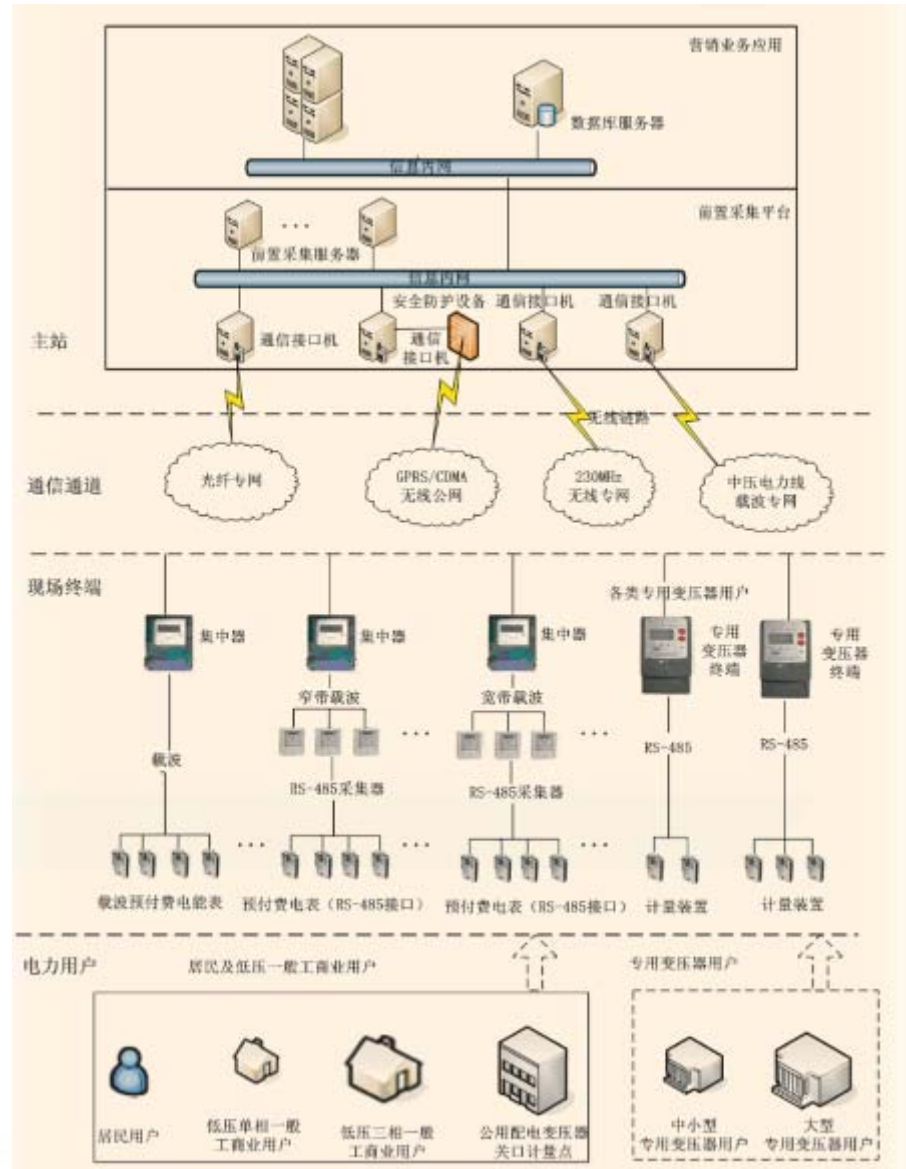 营销业务应用
数据库服务器
信息内网
前置采集平台
前置采集服务器
信息内网
安全防护设备 通信接口机 通信接口机
主站
通信接口机
通信
接口机
无线链路
通信通道
光纤专网
GPRS/CDMA
无线公网
230MHz
无线专网
中压电力线
载波专网
现场终端
各类专用变压器用户
集中器
集中器
集中器
专用
变压器
终端
专用
变压器
终端
窄带载波
宽带载波
载波
RS-485
RS-485
RS-485采集器
RS-485采集器
载波预付费电能表
预付费电表（RS-485接口）
预付费电表（RS-485接口）
计量装置
计量装置
电力用户
居民及低压一般工商业用户
专用变压器用户
居民用户
低压单相一般
工商业用户
低压三相一般
工商业用户
公用配电变压器
关口计量点
中小型
专用变压器用户
大型
专用变压器用户